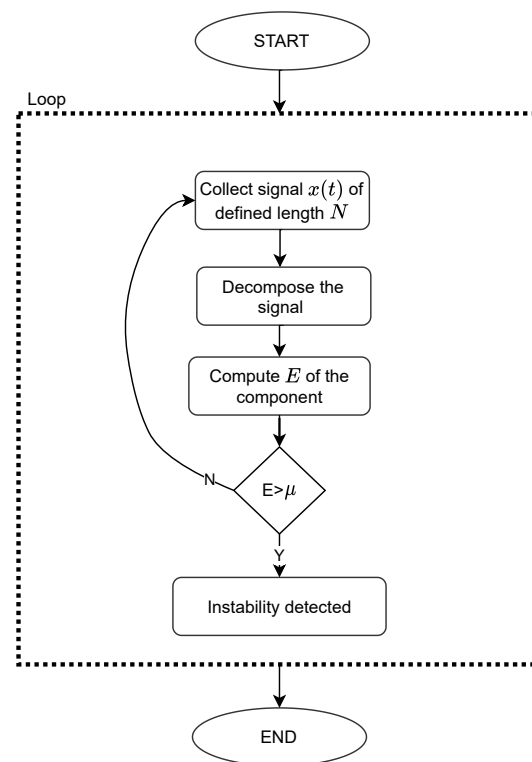 START
Loop
Collect signal x(t) of
defined length N
Decompose the
signal
Compute E of the
component
E>μ
N
Y
Instability detected
END